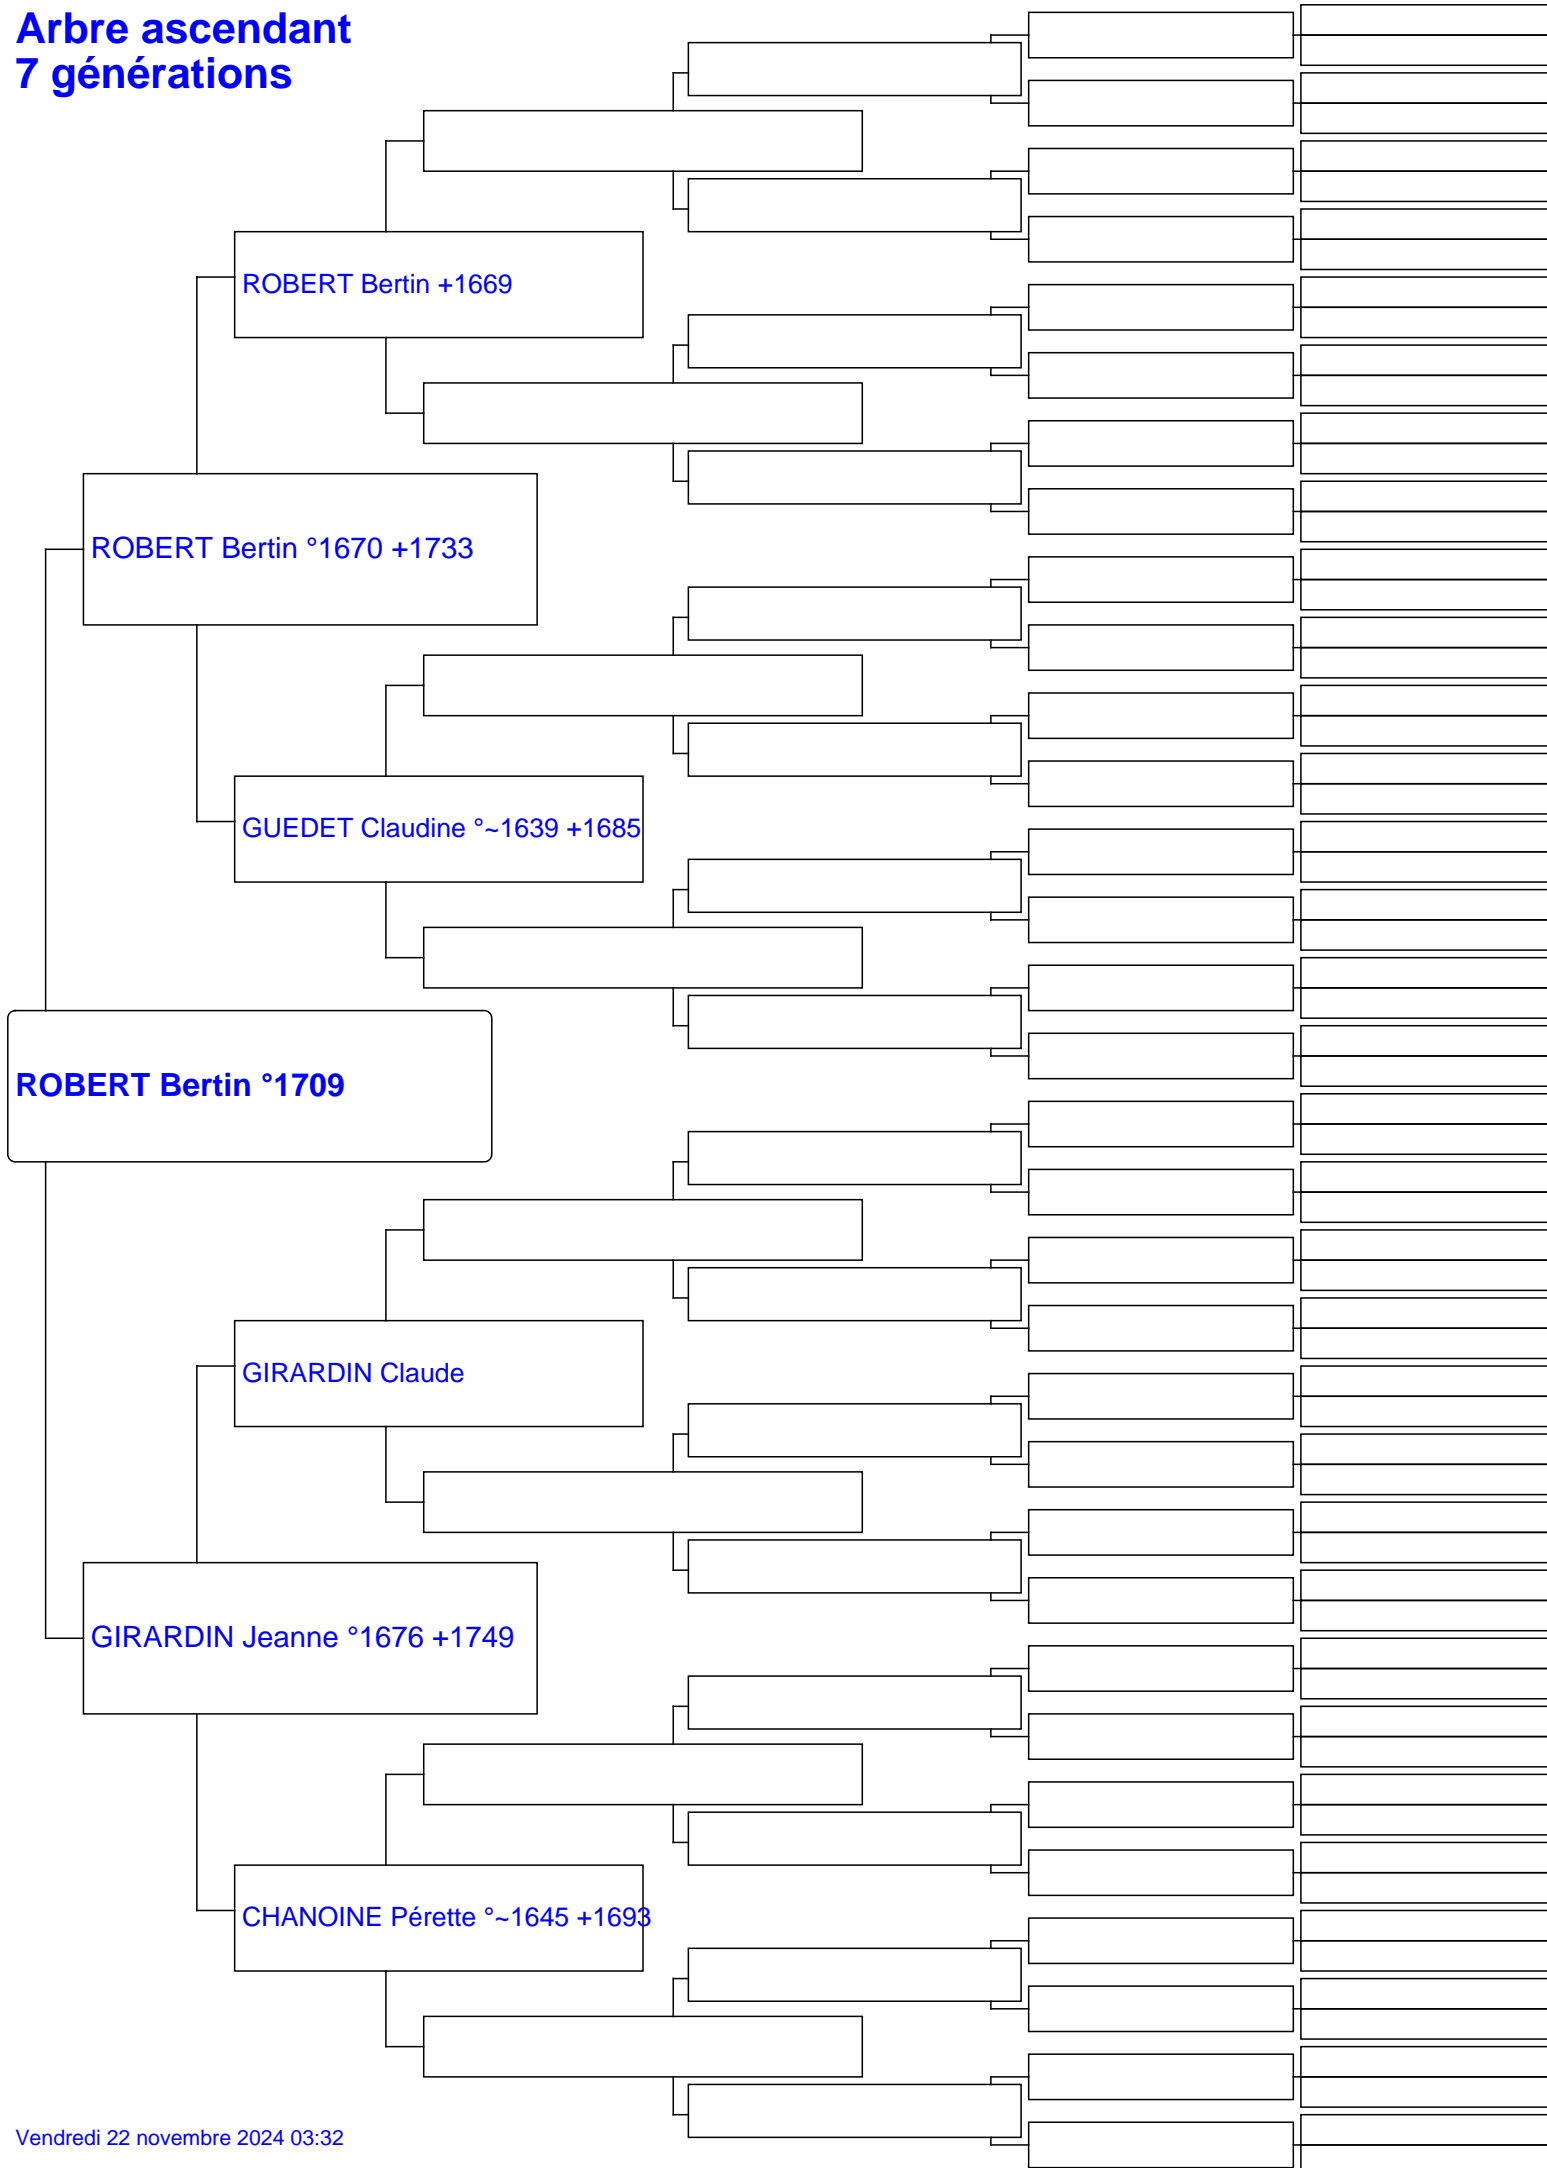 Arbre ascendant
7 générations
ROBERT Bertin +1669
ROBERT Bertin °1670 +1733
GUEDET Claudine °~1639 +1685
ROBERT Bertin °1709
GIRARDIN Claude
GIRARDIN Jeanne °1676 +1749
CHANOINE Pérette °~1645 +1693
Vendredi 22 novembre 2024 03:32